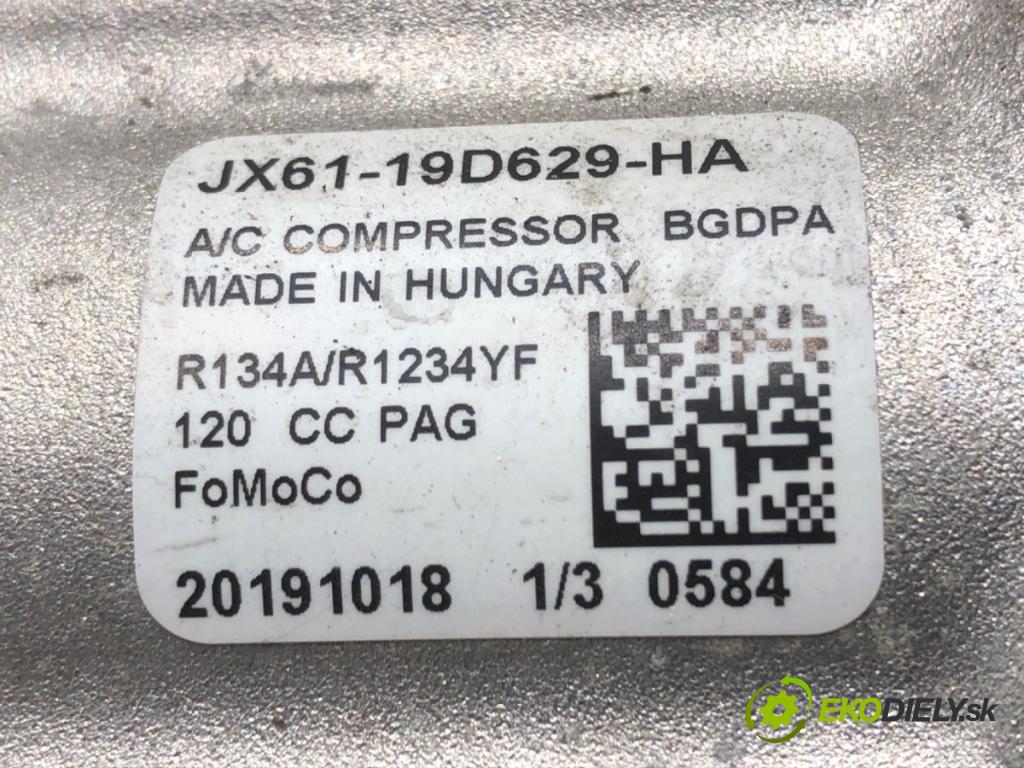 JX61-19D629-HA
A/C COMPRESSOR BGDPA
MADE IN HUNGARY
R134A/R1234YF
120 CC PAG
FoMoCo
20191018 1/3 0584
EKODIELY.sk